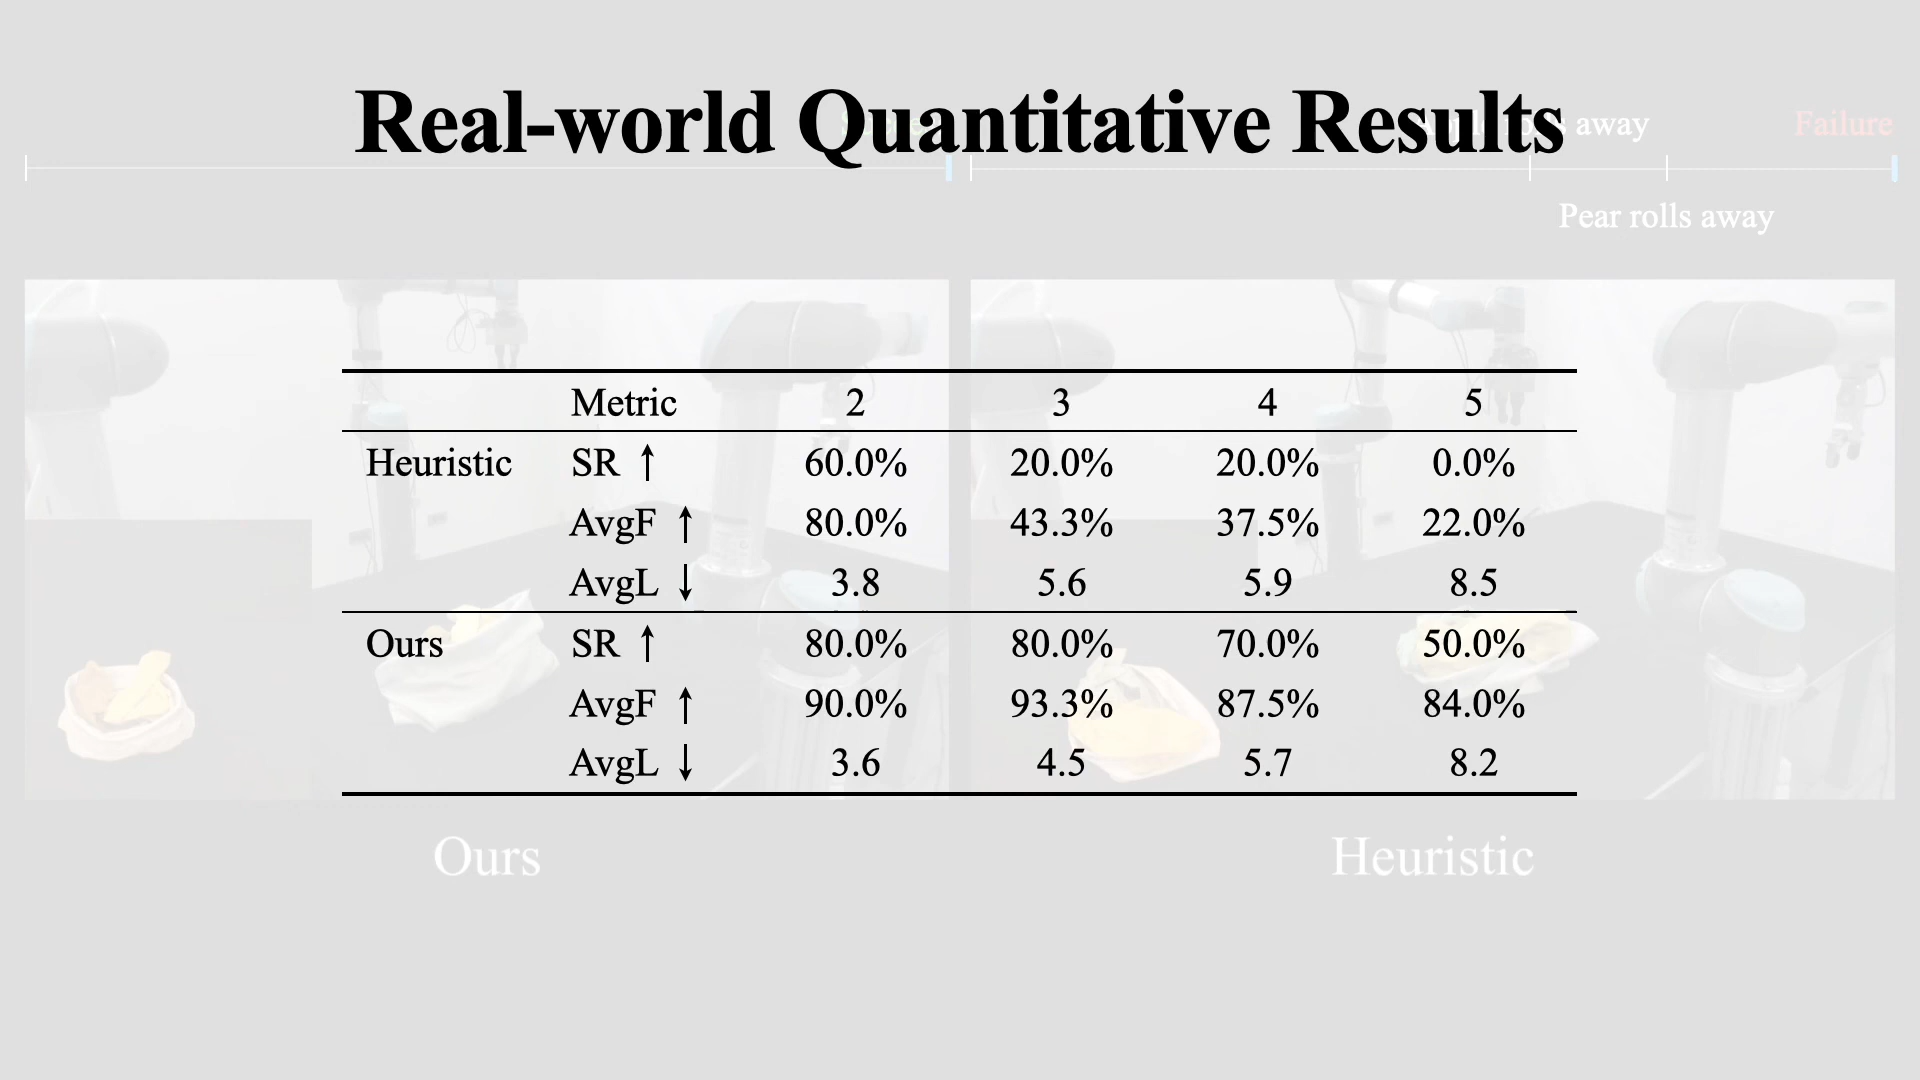 Real-world Quantitative Results
away
Failure
Pear rolls away
Metric 2 3 4 5
Heuristic SR ↑ 60.0% 20.0% 20.0% 0.0%
AvgF ↑ 80.0% 43.3% 37.5% 22.0%
AvgL ↓ 3.8 5.6 5.9 8.5
Ours SR ↑ 80.0% 80.0% 70.0% 50.0%
AvgF ↑ 90.0% 93.3% 87.5% 84.0%
AvgL ↓ 3.6 4.5 5.7 8.2
Ours
Heuristic